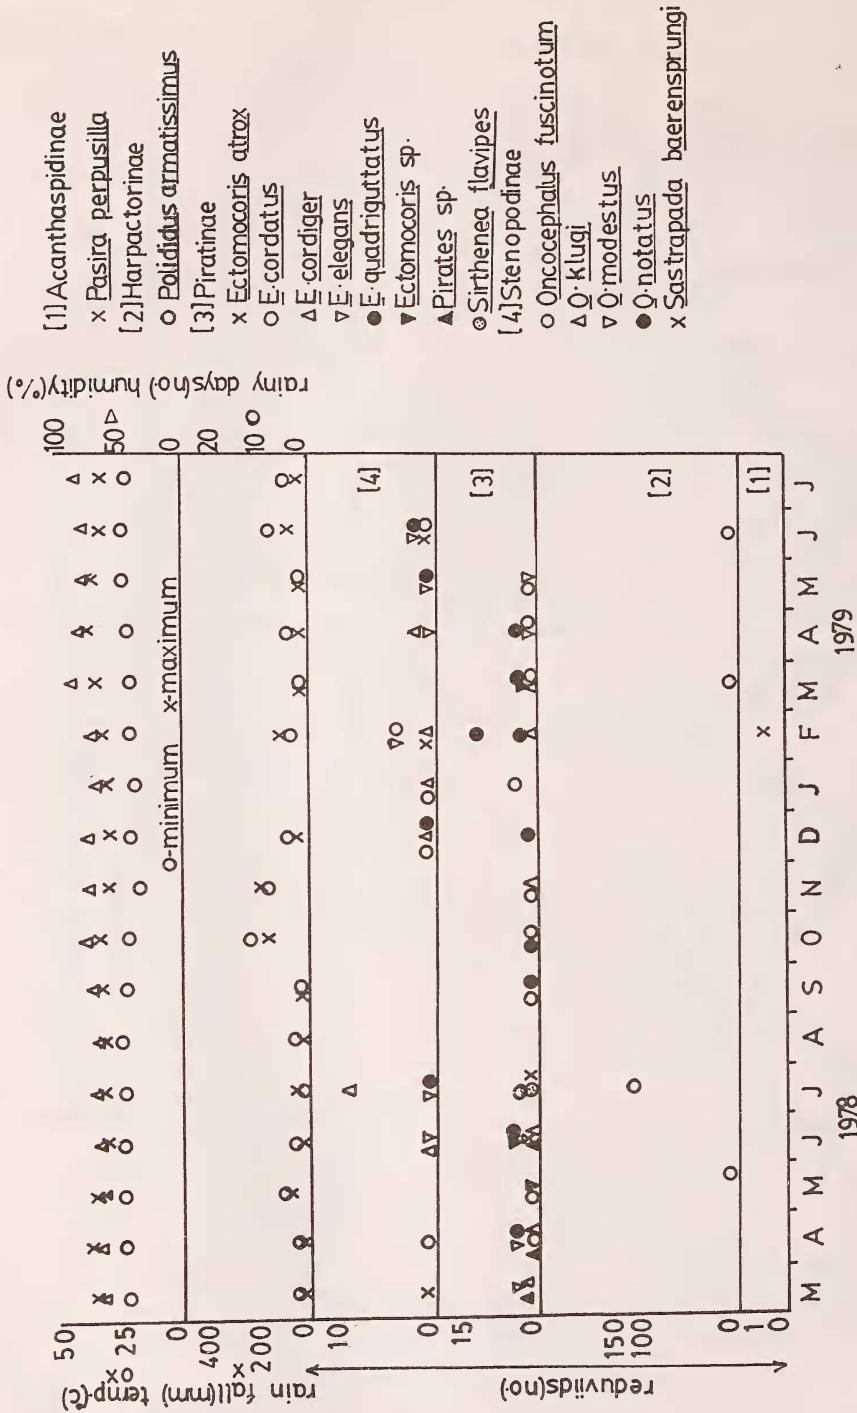 [1] Acanthaspidinae
x Pasira perpusilla
[2] Harpactorinae
o Polididus armatissimus
[3] Piratinae
x Ectomocoris atrox
o E. cordatus
△ E. cordiger
▽ E. elegans
● E. quadriguttatus
▼ Ectomocoris sp.
▲ Pirates sp.
⊛ Sirthenea flavipes
[4] Stenopodinae
o Oncocephalus fuscinotum
△ O. klugi
▽ O. modestus
● O. notatus
x Sastrapada baerensprungi
rainy days(no.) humidity(%)
100
50 △
0
20
10 o
0
o-minimum x-maximum
[4]
[3]
[2]
[1]
50
25
0
400
200
0
10
0
15
0
150
100
0
1
0
x o
x
rain fall(mm) temp.(°C)
reduviids(no.)
M A M J J A S O N D J F M A M J J
1978 1979